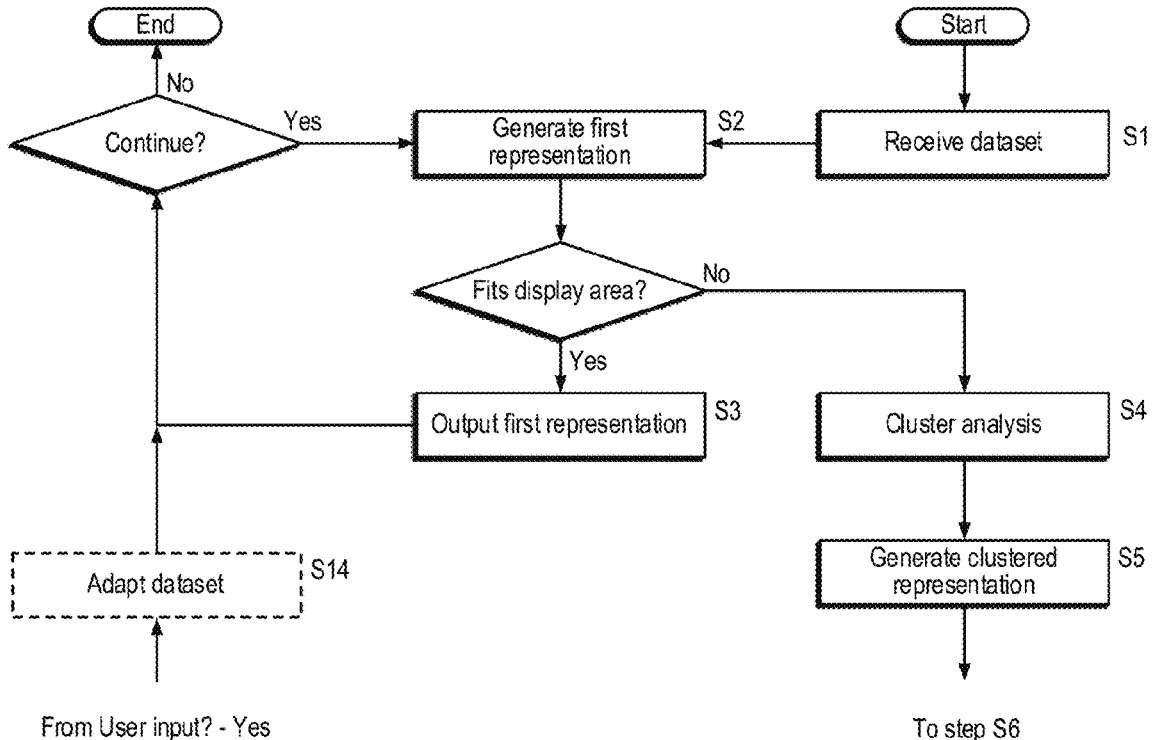 End
Start
No
Continue?
Yes
Generate first
representation
S2
Receive dataset
S1
Fits display area?
No
Yes
Output first representation
S3
Cluster analysis
S4
Adapt dataset
S14
Generate clustered
representation
S5
From User input? - Yes
To step S6